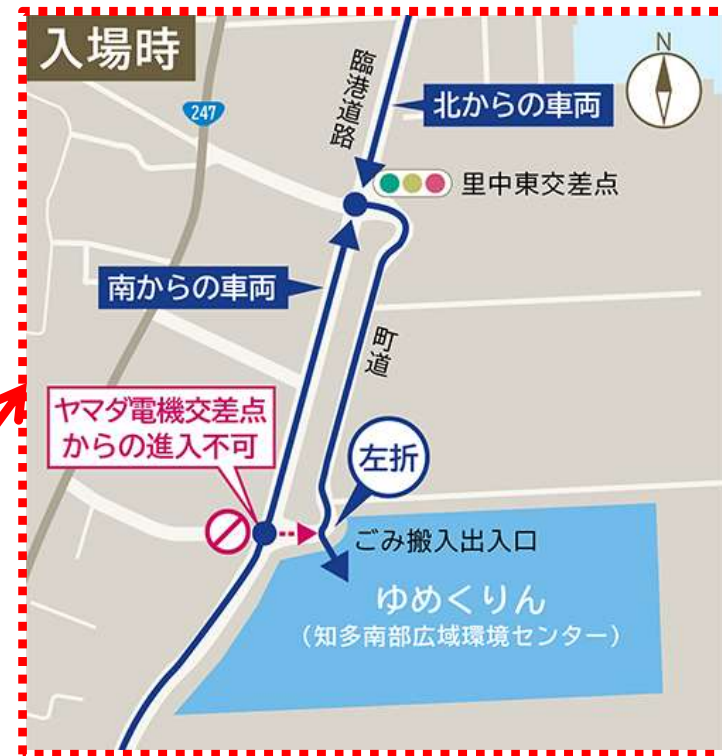 入場時
N
臨港道路
247
北からの車両
里中東交差点
南からの車両
町道
ヤマダ電機交差点
からの進入不可
左折
ごみ搬入出入口
ゆめくりん
（知多南部広域環境センター）